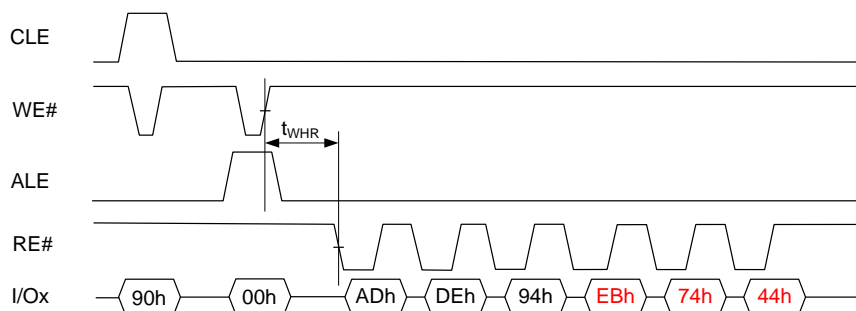 CLE
WE#
tWHR
ALE
RE#
I/Ox 90h 00h ADh DEh 94h EBh 74h 44h